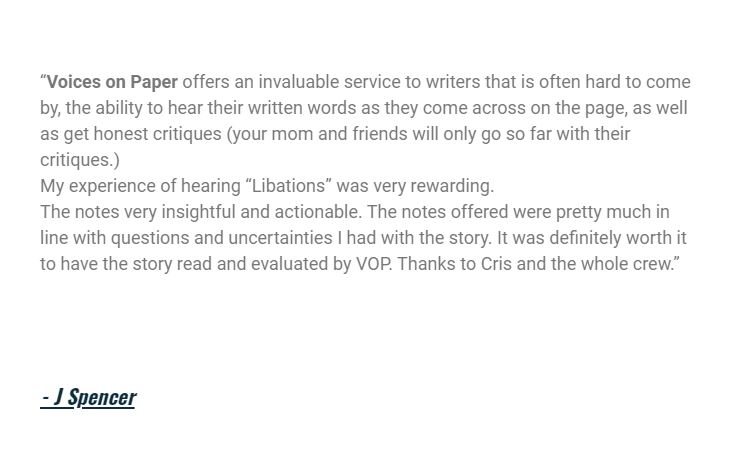 “Voices on Paper offers an invaluable service to writers that is often hard to come
by, the ability to hear their written words as they come across on the page, as well
as get honest critiques (your mom and friends will only go so far with their
critiques.)
My experience of hearing “Libations” was very rewarding.
The notes very insightful and actionable. The notes offered were pretty much in
line with questions and uncertainties I had with the story. It was definitely worth it
to have the story read and evaluated by VOP. Thanks to Cris and the whole crew.”
- J Spencer